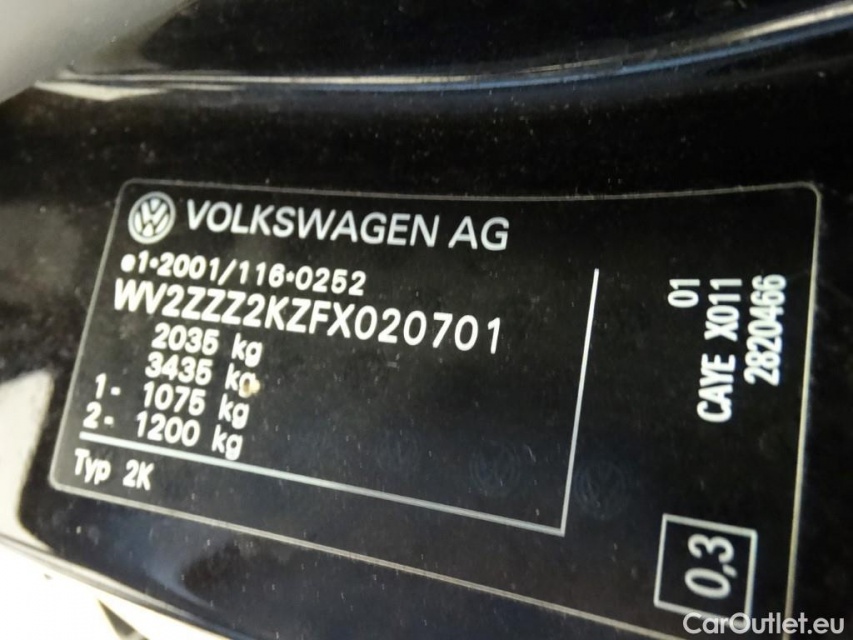 VOLKSWAGEN AG
e1*2001/116*0252
WV2ZZZ2KZFX020701
2035 kg
3435 kg
1- 1075 kg
2- 1200 kg
Typ 2K
01
CAYE X011
2820466
0,3
CarOutlet.eu